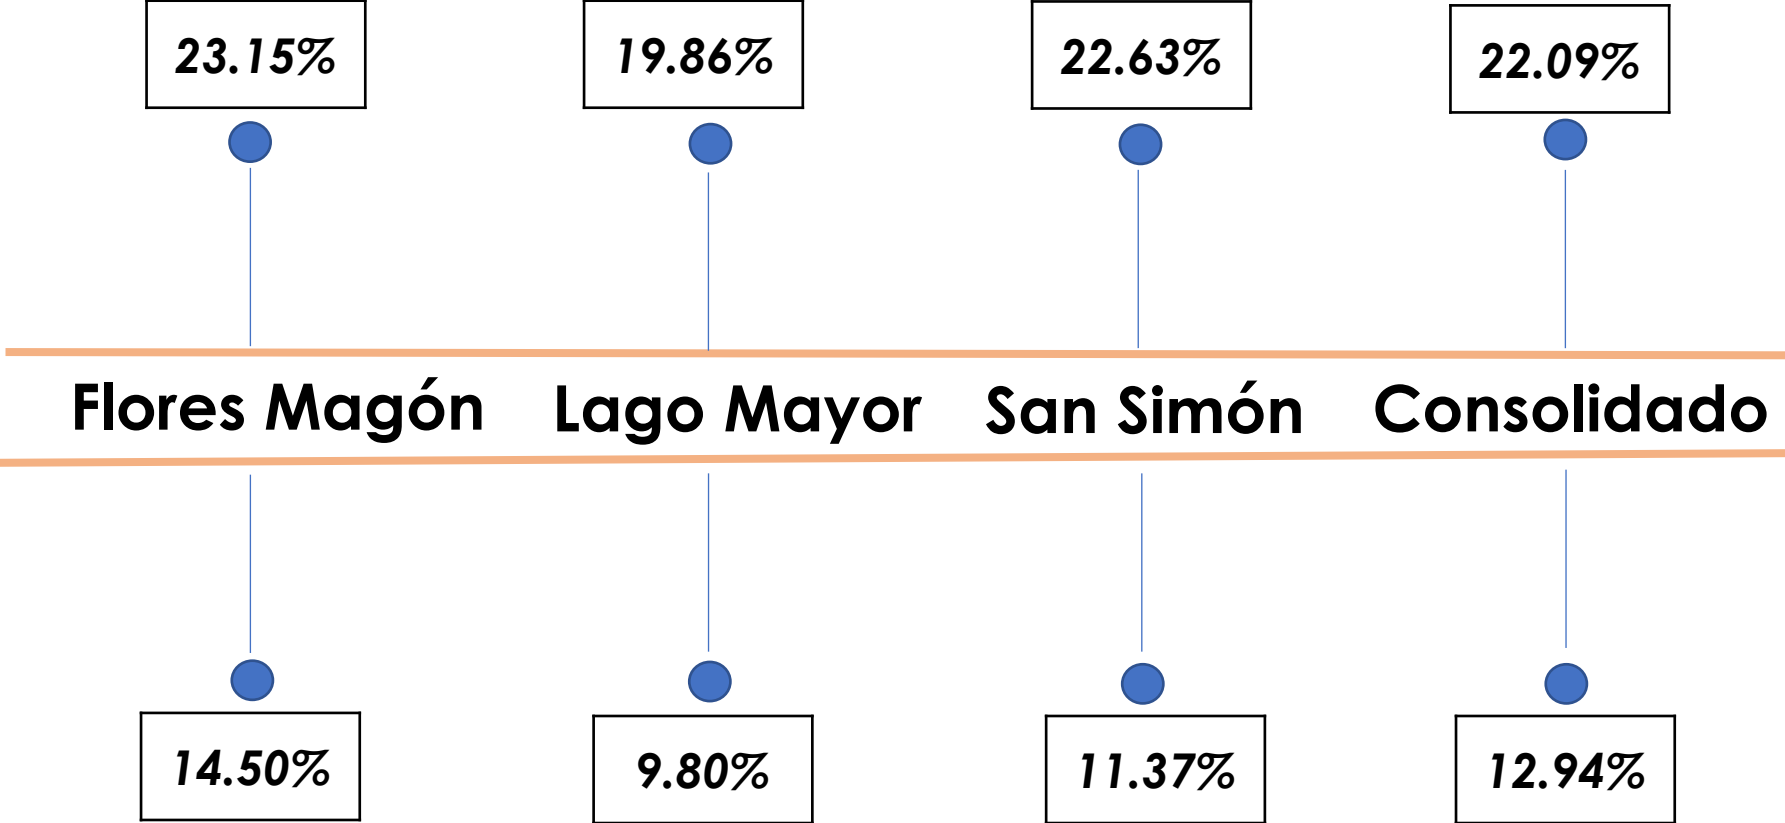 23.15%
19.86%
22.63%
22.09%
Flores Magón
Lago Mayor
San Simón
Consolidado
14.50%
9.80%
11.37%
12.94%